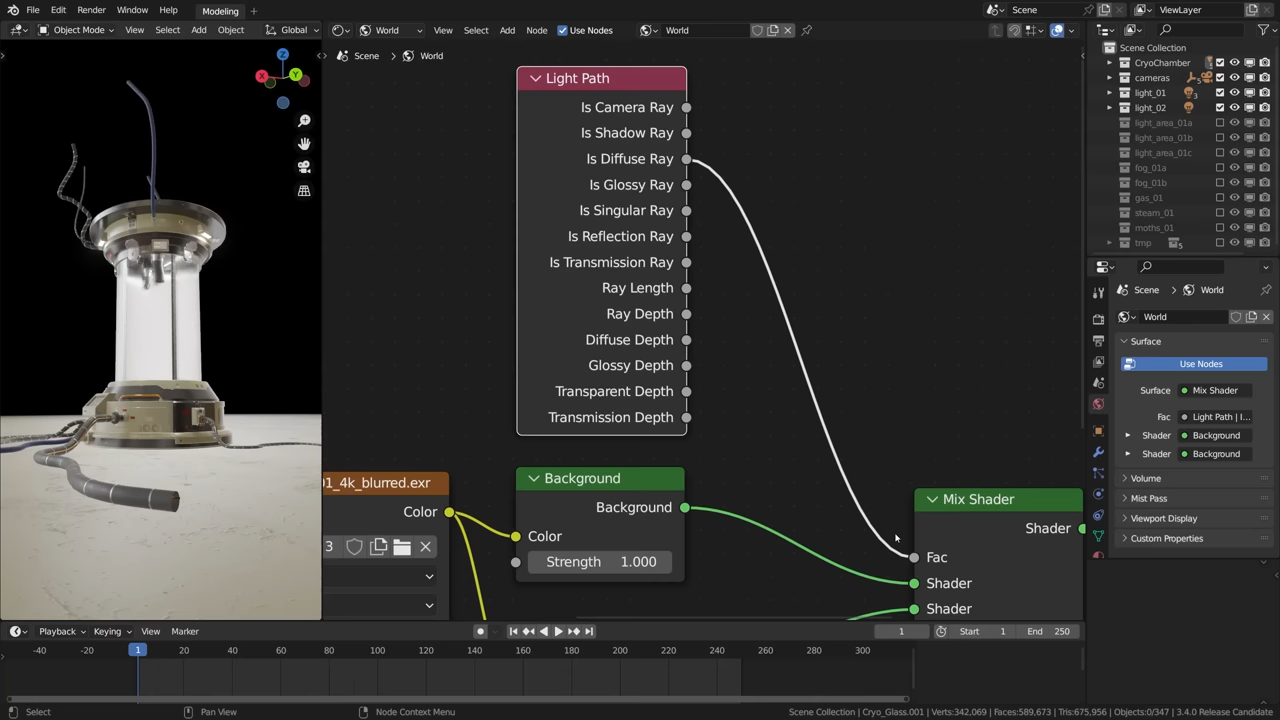 File Edit Render Window Help Modeling Scene ViewLayer
Object Mode View Select Add Object Global World View Select Add Node Use Nodes World
Scene World
Z
X Y
Light Path
Is Camera Ray
Is Shadow Ray
Is Diffuse Ray
Is Glossy Ray
Is Singular Ray
Is Reflection Ray
Is Transmission Ray
Ray Length
Ray Depth
Diffuse Depth
Glossy Depth
Transparent Depth
Transmission Depth
01_4k_blurred.exr
Color
3
Background
Background
Color
Strength 1.000
Mix Shader
Shader
Fac
Shader
Shader
Scene Collection
CryoChamber
cameras 5
light_01 3
light_02
light_area_01a
light_area_01b
light_area_01c
fog_01a
fog_01b
gas_01
steam_01
moths_01
tmp 5
Scene World
World
Surface
Use Nodes
Surface Mix Shader
Fac Light Path | I...
Shader Background
Shader Background
Volume
Mist Pass
Viewport Display
Custom Properties
Playback Keying View Marker 1 Start 1 End 250
-40 -20 1 20 40 60 80 100 120 140 160 180 200 220 240 260 280 300
Select Pan View Node Context Menu Scene Collection | Cryo_Glass.001 | Verts:342,069 | Faces:589,673 | Tris:675,956 | Objects:0/347 | 3.4.0 Release Candidate